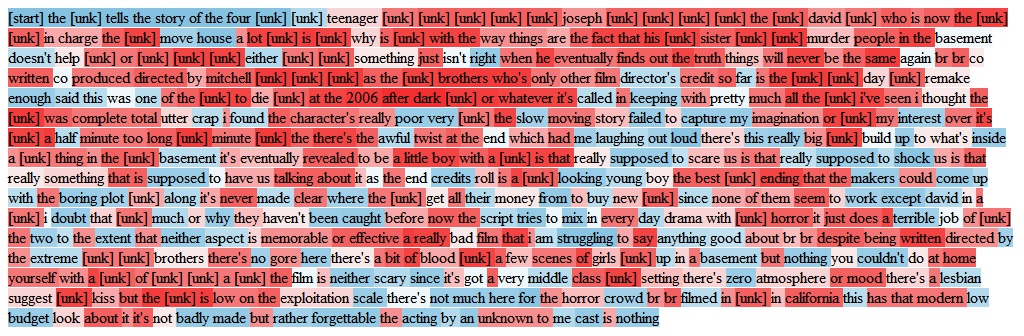 [start] the [unk] tells the story of the four [unk] [unk] teenager [unk] [unk] [unk] [unk] [unk] joseph [unk] [unk] [unk] [unk] the [unk] david [unk] who is now the [unk]
[unk] in charge the [unk] move house a lot [unk] is [unk] why is [unk] with the way things are the fact that his [unk] sister [unk] [unk] murder people in the basement
doesn't help [unk] or [unk] [unk] [unk] either [unk] [unk] something just isn't right when he eventually finds out the truth things will never be the same again br br co
written co produced directed by mitchell [unk] [unk] [unk] as the [unk] brothers who's only other film director's credit so far is the [unk] [unk] day [unk] remake
enough said this was one of the [unk] to die [unk] at the 2006 after dark [unk] or whatever it's called in keeping with pretty much all the [unk] i've seen i thought the
[unk] was complete total utter crap i found the character's really poor very [unk] the slow moving story failed to capture my imagination or [unk] my interest over it's
[unk] a half minute too long [unk] minute [unk] the there's the awful twist at the end which had me laughing out loud there's this really big [unk] build up to what's inside
a [unk] thing in the [unk] basement it's eventually revealed to be a little boy with a [unk] is that really supposed to scare us is that really supposed to shock us is that
really something that is supposed to have us talking about it as the end credits roll is a [unk] looking young boy the best [unk] ending that the makers could come up
with the boring plot [unk] along it's never made clear where the [unk] get all their money from to buy new [unk] since none of them seem to work except david in a
[unk] i doubt that [unk] much or why they haven't been caught before now the script tries to mix in every day drama with [unk] horror it just does a terrible job of [unk]
the two to the extent that neither aspect is memorable or effective a really bad film that i am struggling to say anything good about br br despite being written directed by
the extreme [unk] [unk] brothers there's no gore here there's a bit of blood [unk] a few scenes of girls [unk] up in a basement but nothing you couldn't do at home
yourself with a [unk] of [unk] [unk] a [unk] the film is neither scary since it's got a very middle class [unk] setting there's zero atmosphere or mood there's a lesbian
suggest [unk] kiss but the [unk] is low on the exploitation scale there's not much here for the horror crowd br br filmed in [unk] in california this has that modern low
budget look about it it's not badly made but rather forgettable the acting by an unknown to me cast is nothing